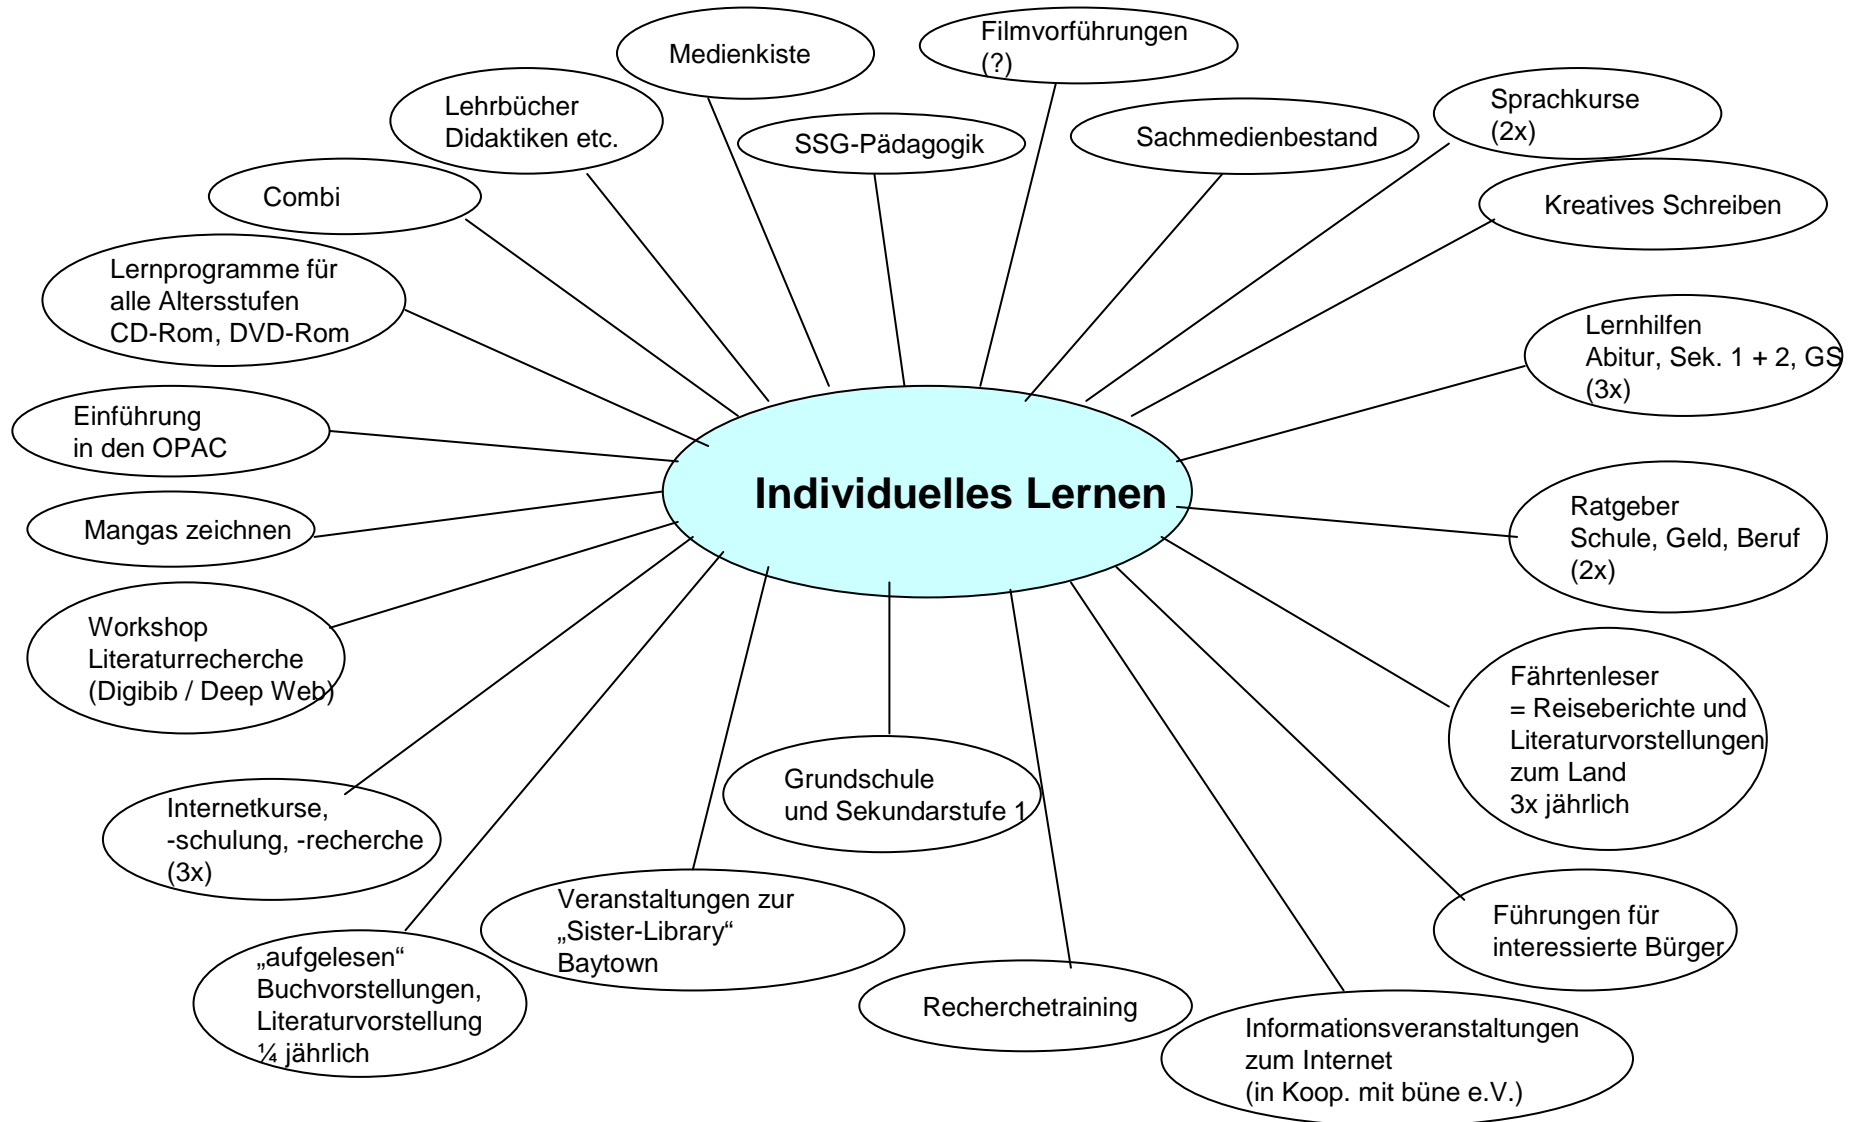 Filmvorführungen
(?)
Medienkiste
Lehrbücher
Didaktiken etc.
SSG-Pädagogik
Sachmedienbestand
Sprachkurse
(2x)
Combi
Kreatives Schreiben
Lernprogramme für
alle Altersstufen
CD-Rom, DVD-Rom
Lernhilfen
Abitur, Sek. 1 + 2, GS
(3x)
Einführung
in den OPAC
Individuelles Lernen
Mangas zeichnen
Ratgeber
Schule, Geld, Beruf
(2x)
Workshop
Literaturrecherche
(Digibib / Deep Web)
Fährtenleser
= Reiseberichte und
Literaturvorstellungen
zum Land
3x jährlich
Grundschule
und Sekundarstufe 1
Internetkurse,
-schulung, -recherche
(3x)
Veranstaltungen zur
„Sister-Library“
Baytown
Führungen für
interessierte Bürger
„aufgelesen“
Buchvorstellungen,
Literaturvorstellung
¼ jährlich
Recherchetraining
Informationsveranstaltungen
zum Internet
(in Koop. mit büne e.V.)